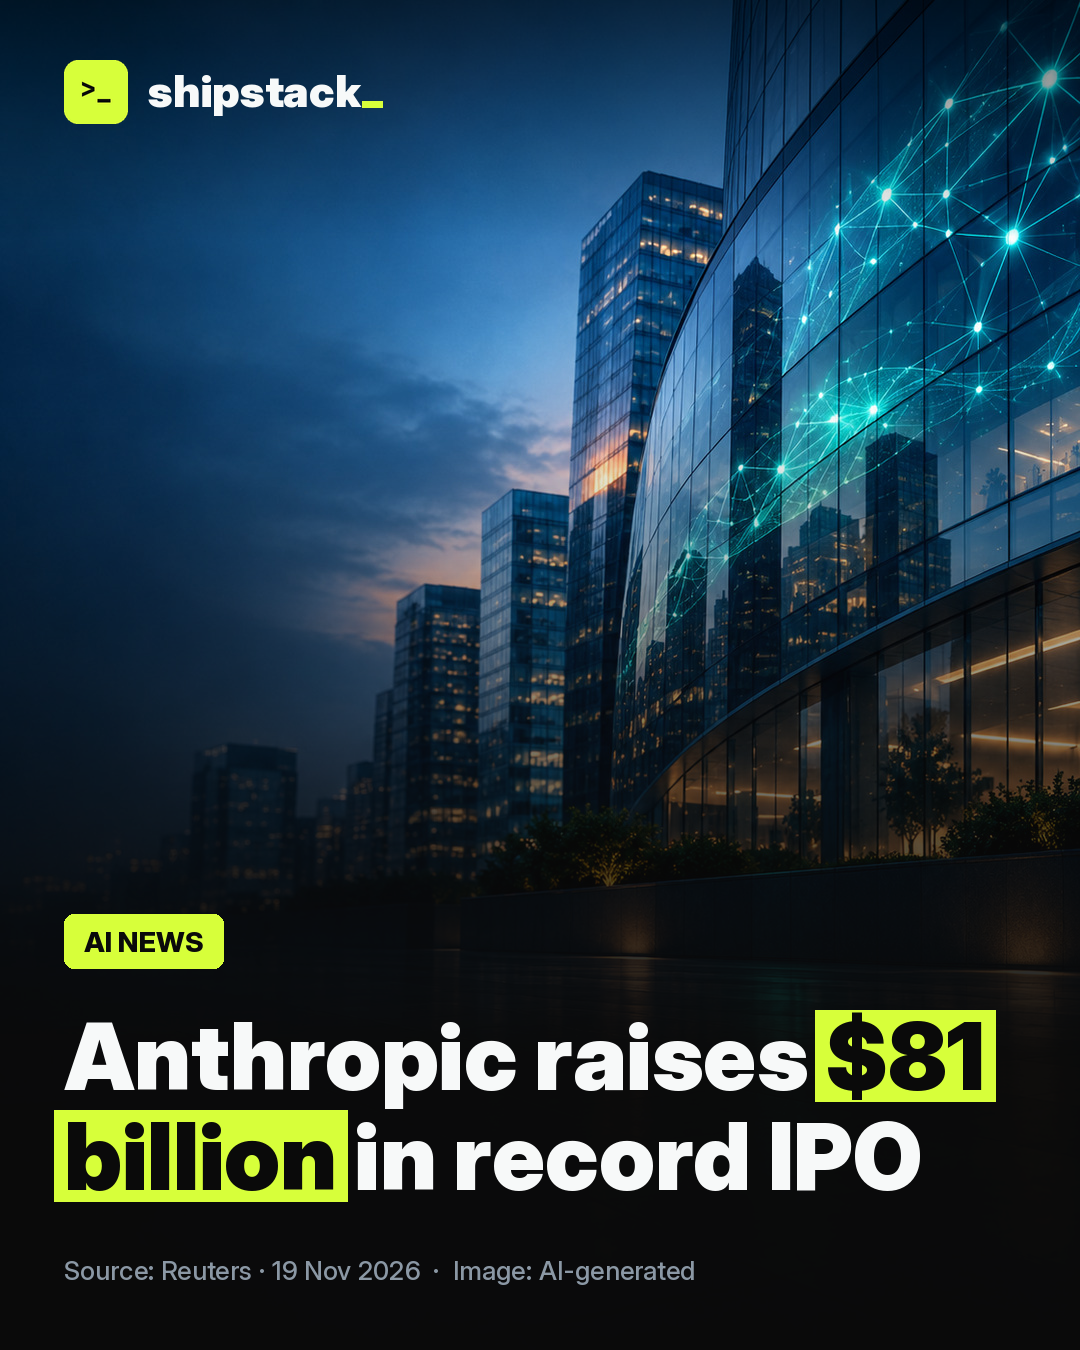 >_ shipstack_
AI NEWS
Anthropic raises $81
billion in record IPO
Source: Reuters · 19 Nov 2026 · Image: AI-generated